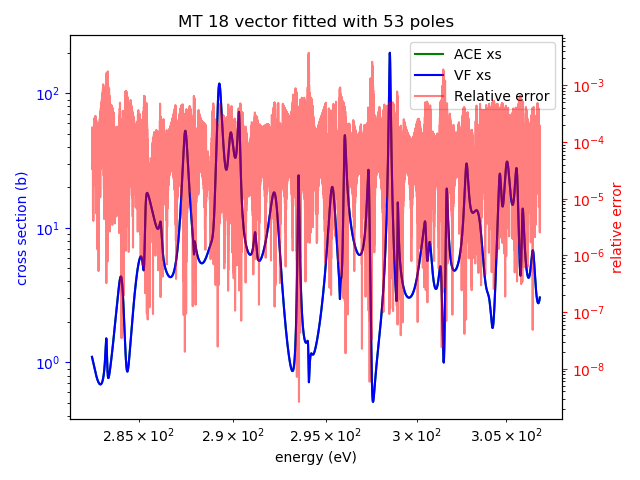 MT 18 vector fitted with 53 poles
ACE xs
VF xs
Relative error
cross section (b)
10²
10¹
10⁰
10⁻³
10⁻⁴
10⁻⁵
10⁻⁶
10⁻⁷
10⁻⁸
relative error
2.85 × 10² 2.9 × 10² 2.95 × 10² 3 × 10² 3.05 × 10²
energy (eV)